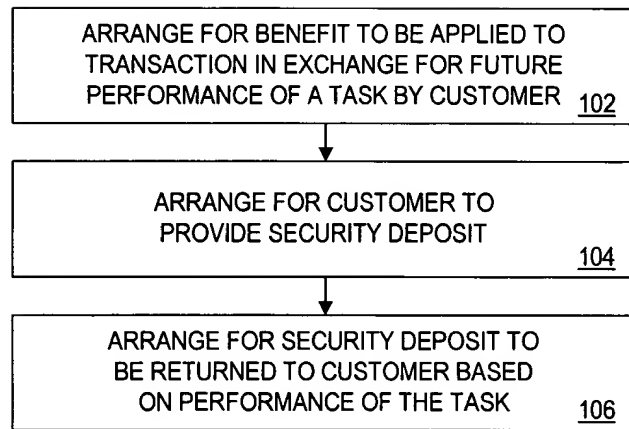 ARRANGE FOR BENEFIT TO BE APPLIED TO
TRANSACTION IN EXCHANGE FOR FUTURE
PERFORMANCE OF A TASK BY CUSTOMER
102
ARRANGE FOR CUSTOMER TO
PROVIDE SECURITY DEPOSIT
104
ARRANGE FOR SECURITY DEPOSIT TO
BE RETURNED TO CUSTOMER BASED
ON PERFORMANCE OF THE TASK
106